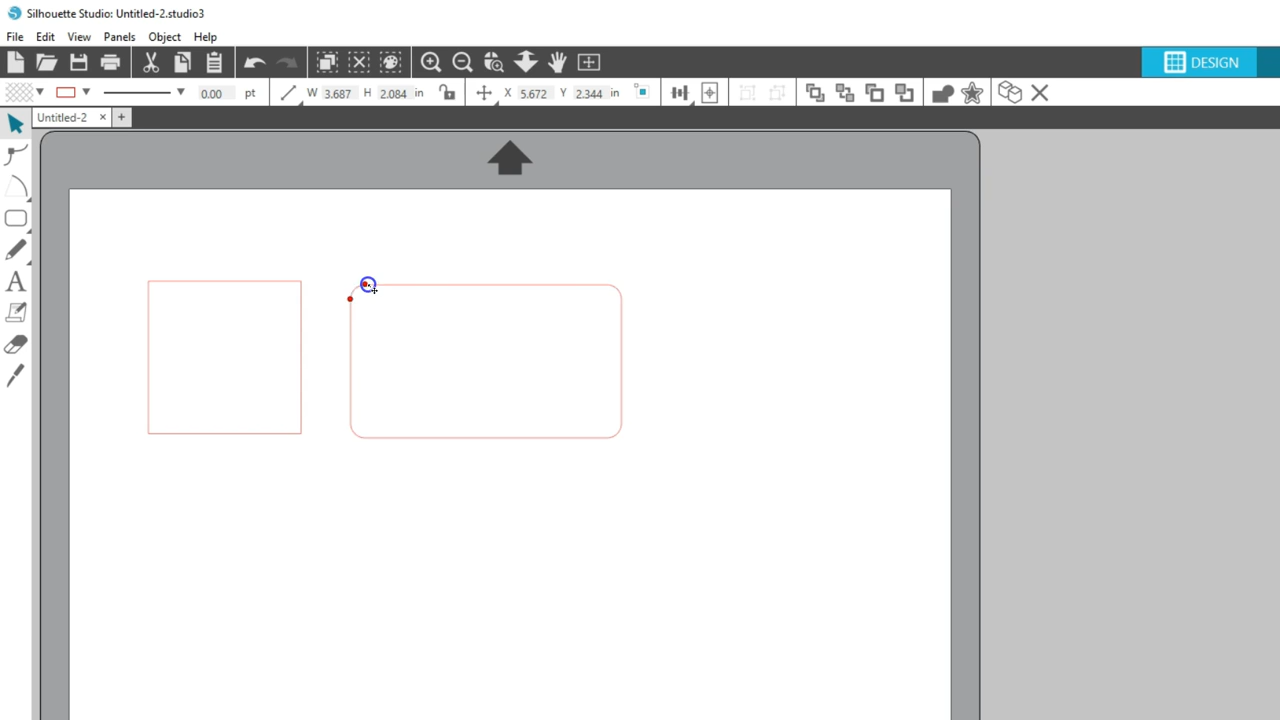 Silhouette Studio: Untitled-2.studio3
File Edit View Panels Object Help
DESIGN
0.00 pt W 3.687 H 2.084 in X 5.672 Y 2.344 in
Untitled-2 × +
A